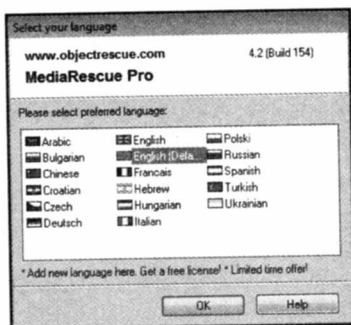 Select your language
www.objectrescue.com 4.2 (Build 154)
MediaRescue Pro
Please select preferred language:
Arabic English Polski
Bulgarian English (Defa... Russian
Chinese Francais Spanish
Croatian Hebrew Turkish
Czech Hungarian Ukrainian
Deutsch Italian
* Add new language here. Get a free license! * Limited time offer!
OK Help